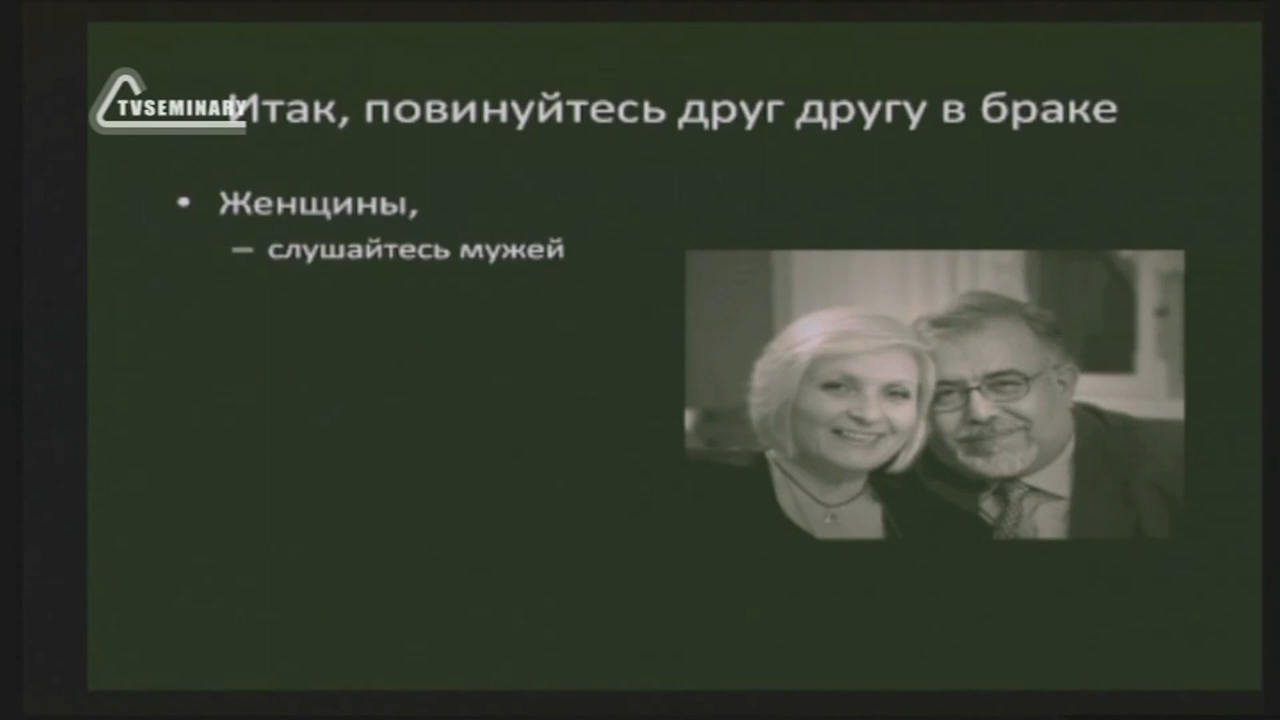 TVSEMINARY
Итак, повинуйтесь друг другу в браке
• Женщины,
– слушайтесь мужей